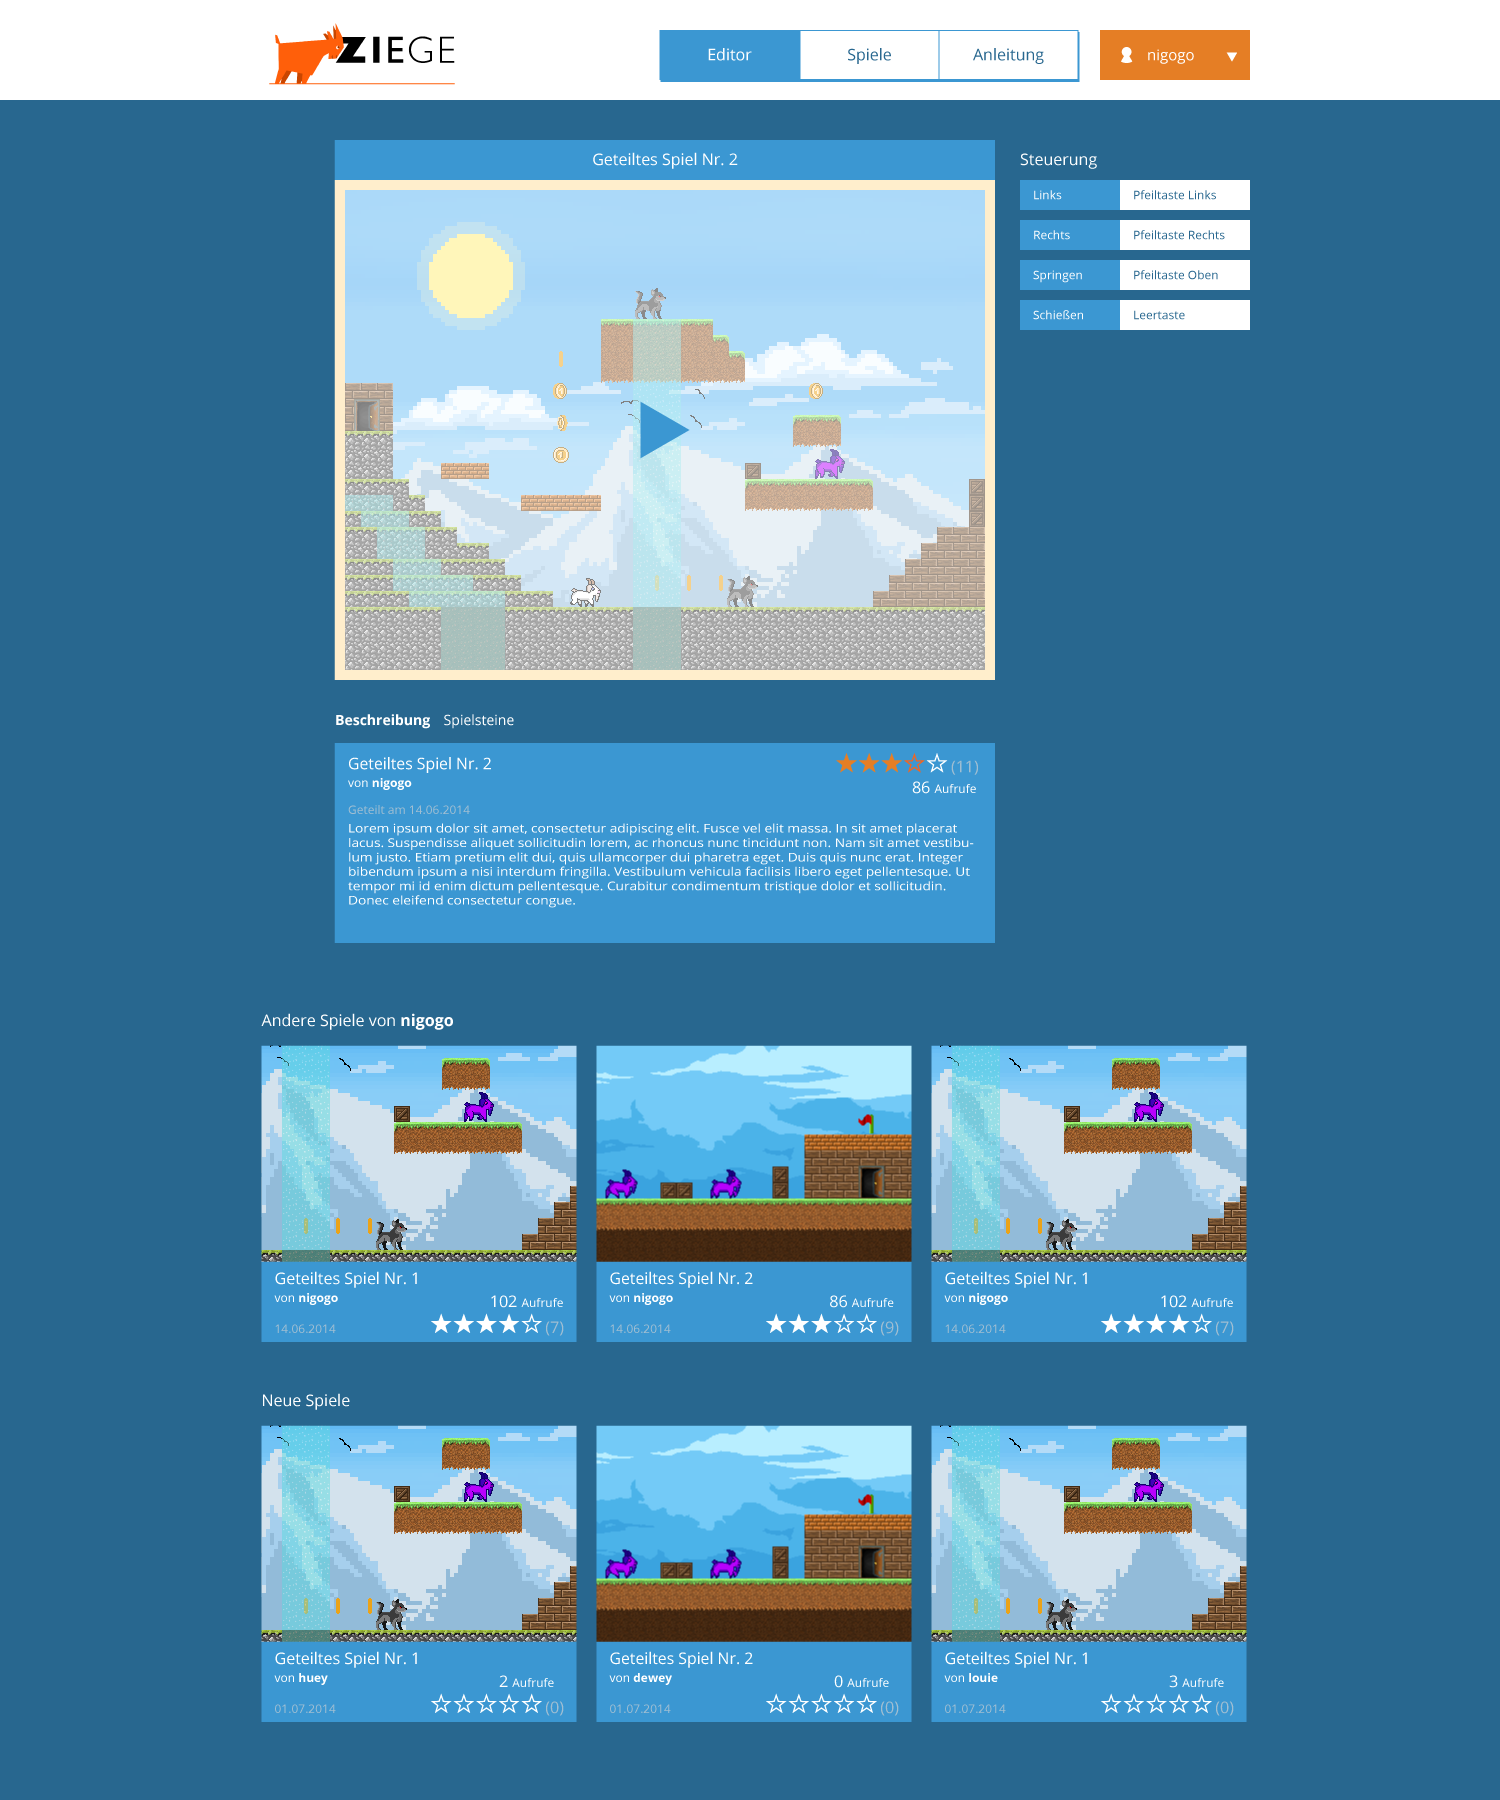 ZIEGE
Editor
Spiele
Anleitung
nigogo
Geteiltes Spiel Nr. 2
Steuerung
Links
Pfeiltaste Links
Rechts
Pfeiltaste Rechts
Springen
Pfeiltaste Oben
Schießen
Leertaste
Beschreibung Spielsteine
Geteiltes Spiel Nr. 2
(11)
von nigogo
86 Aufrufe
Geteilt am 14.06.2014
Lorem ipsum dolor sit amet, consectetur adipiscing elit. Fusce vel elit massa. In sit amet placerat
lacus. Suspendisse aliquet sollicitudin lorem, ac rhoncus nunc tincidunt non. Nam sit amet vestibu-
lum justo. Etiam pretium elit dui, quis ullamcorper dui pharetra eget. Duis quis nunc erat. Integer
bibendum ipsum a nisi interdum fringilla. Vestibulum vehicula facilisis libero eget pellentesque. Ut
tempor mi id enim dictum pellentesque. Curabitur condimentum tristique dolor et sollicitudin.
Donec eleifend consectetur congue.
Andere Spiele von nigogo
Geteiltes Spiel Nr. 1
von nigogo
102 Aufrufe
14.06.2014
(7)
Geteiltes Spiel Nr. 2
von nigogo
86 Aufrufe
14.06.2014
(9)
Geteiltes Spiel Nr. 1
von nigogo
102 Aufrufe
14.06.2014
(7)
Neue Spiele
Geteiltes Spiel Nr. 1
von huey
2 Aufrufe
01.07.2014
(0)
Geteiltes Spiel Nr. 2
von dewey
0 Aufrufe
01.07.2014
(0)
Geteiltes Spiel Nr. 1
von louie
3 Aufrufe
01.07.2014
(0)